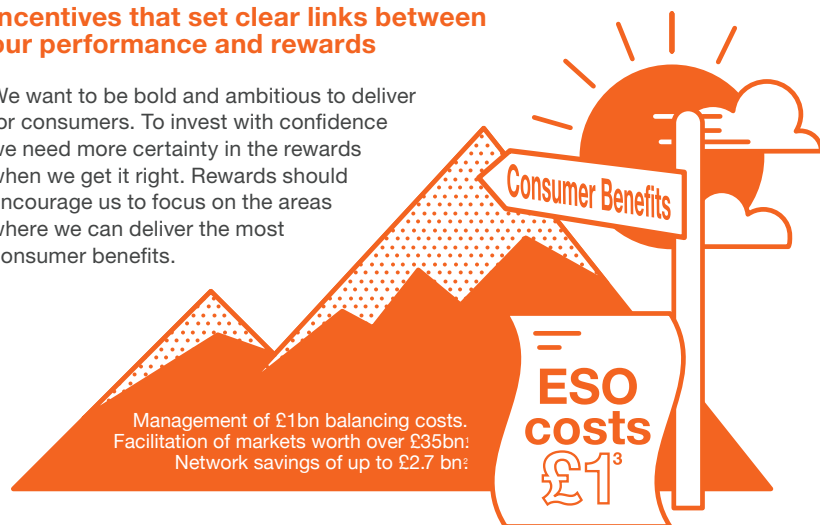 ncentives that set clear links between
our performance and rewards
We want to be bold and ambitious to deliver
or consumers. To invest with confidence
we need more certainty in the rewards
when we get it right. Rewards should
encourage us to focus on the areas
where we can deliver the most
consumer benefits.
Consumer Benefits
ESO
costs
£1³
Management of £1bn balancing costs.
Facilitation of markets worth over £35bn¹.
Network savings of up to £2.7 bn².